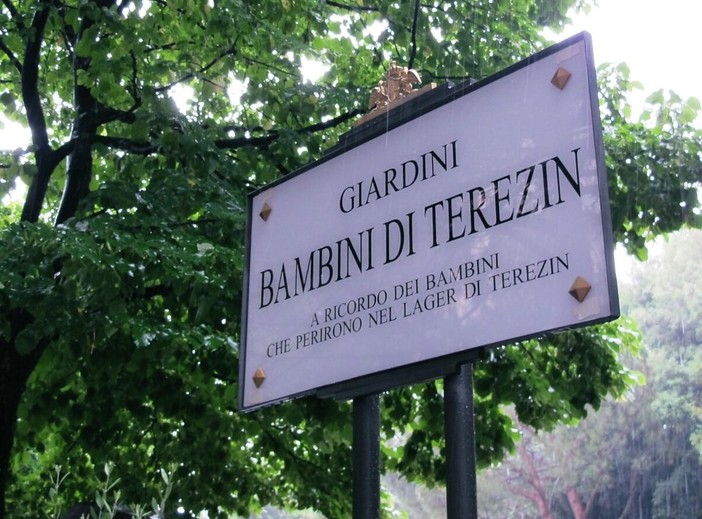 GIARDINI
BAMBINI DI TEREZIN
A RICORDO DEI BAMBINI
CHE PERIRONO NEL LAGER DI TEREZIN